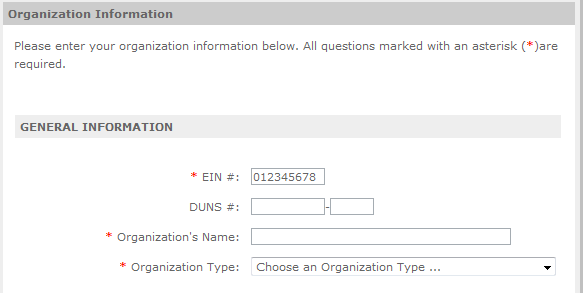 Organization Information
Please enter your organization information below. All questions marked with an asterisk (*)are
required.
GENERAL INFORMATION
* EIN #: 012345678
DUNS #: -
* Organization's Name:
* Organization Type: Choose an Organization Type ...